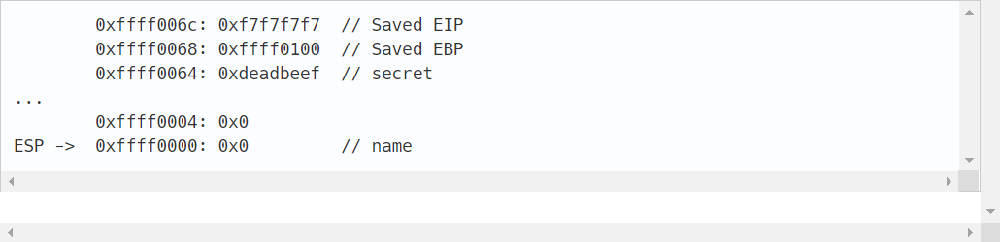 0xffff006c: 0xf7f7f7f7  // Saved EIP
0xffff0068: 0xffff0100  // Saved EBP
0xffff0064: 0xdeadbeef  // secret
...
0xffff0004: 0x0
ESP ->  0xffff0000: 0x0         // name